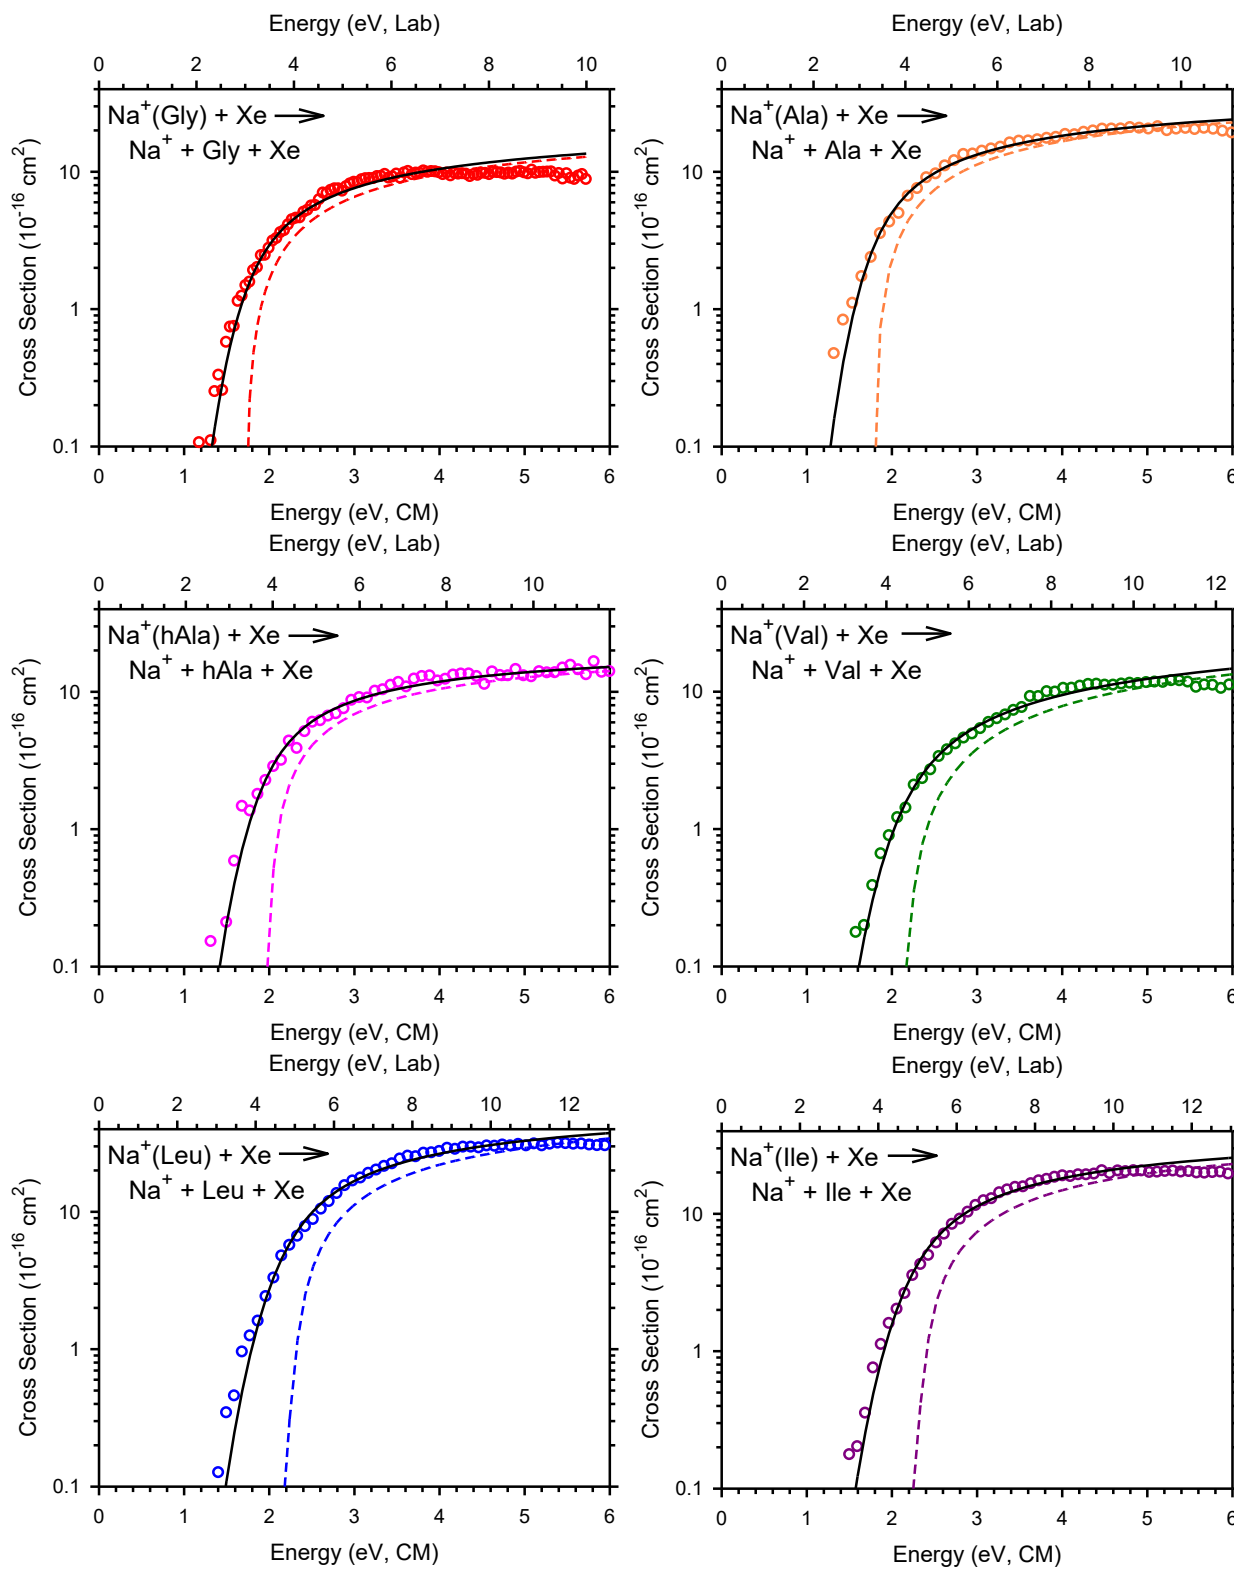 Energy (eV, Lab)
0 2 4 6 8 10
Na⁺(Gly) + Xe ⟶
Na⁺ + Gly + Xe
Cross Section (10⁻¹⁶ cm²)
10
1
0.1
0 1 2 3 4 5 6
Energy (eV, CM)
Energy (eV, Lab)
0 2 4 6 8 10
Na⁺(Ala) + Xe ⟶
Na⁺ + Ala + Xe
Cross Section (10⁻¹⁶ cm²)
10
1
0.1
0 1 2 3 4 5 6
Energy (eV, CM)
Energy (eV, Lab)
0 2 4 6 8 10
Na⁺(hAla) + Xe ⟶
Na⁺ + hAla + Xe
Cross Section (10⁻¹⁶ cm²)
10
1
0.1
0 1 2 3 4 5 6
Energy (eV, CM)
Energy (eV, Lab)
0 2 4 6 8 10 12
Na⁺(Val) + Xe ⟶
Na⁺ + Val + Xe
Cross Section (10⁻¹⁶ cm²)
10
1
0.1
0 1 2 3 4 5 6
Energy (eV, CM)
Energy (eV, Lab)
0 2 4 6 8 10 12
Na⁺(Leu) + Xe ⟶
Na⁺ + Leu + Xe
Cross Section (10⁻¹⁶ cm²)
10
1
0.1
0 1 2 3 4 5 6
Energy (eV, CM)
Energy (eV, Lab)
0 2 4 6 8 10 12
Na⁺(Ile) + Xe ⟶
Na⁺ + Ile + Xe
Cross Section (10⁻¹⁶ cm²)
10
1
0.1
0 1 2 3 4 5 6
Energy (eV, CM)